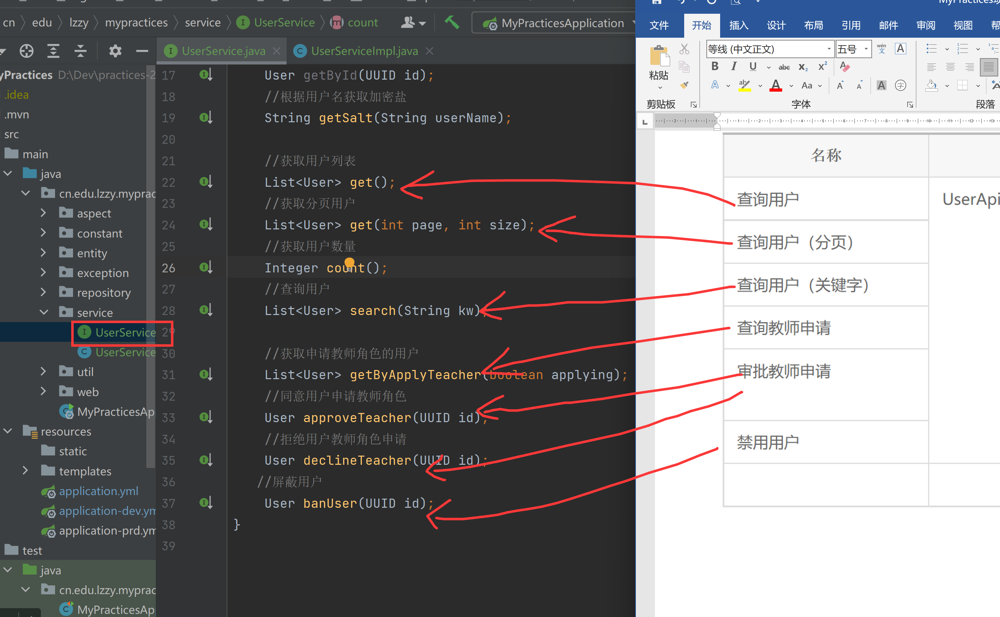 cn edu lzzy mypractices service UserService count MyPracticesApplication
UserService.java UserServiceImpl.java
yPractices D:\Dev\practices-2
.idea
.mvn
src
main
java
cn.edu.lzzy.myprac
aspect
constant
entity
exception
repository
service
UserService
UserService
util
web
MyPracticesAp
resources
static
templates
application.yml
application-dev.ym
application-prd.ym
test
java
cn.edu.lzzy.myprac
MyPracticesAp
17 User getById(UUID id);
18 //根据用户名获取加密盐
19 String getSalt(String userName);
20
21 //获取用户列表
22 List<User> get();
23 //获取分页用户
24 List<User> get(int page, int size);
25 //获取用户数量
26 Integer count();
27 //查询用户
28 List<User> search(String kw);
29
30 //获取申请教师角色的用户
31 List<User> getByApplyTeacher(boolean applying);
32 //同意用户申请教师角色
33 User approveTeacher(UUID id);
34 //拒绝用户教师角色申请
35 User declineTeacher(UUID id);
36 //屏蔽用户
37 User banUser(UUID id);
38 }
39
文件 开始 插入 设计 布局 引用 邮件 审阅 视图 帮
粘贴
等线 (中文正文) 五号
剪贴板 字体 段落
名称
查询用户 UserApi
查询用户（分页）
查询用户（关键字）
查询教师申请
审批教师申请
禁用用户